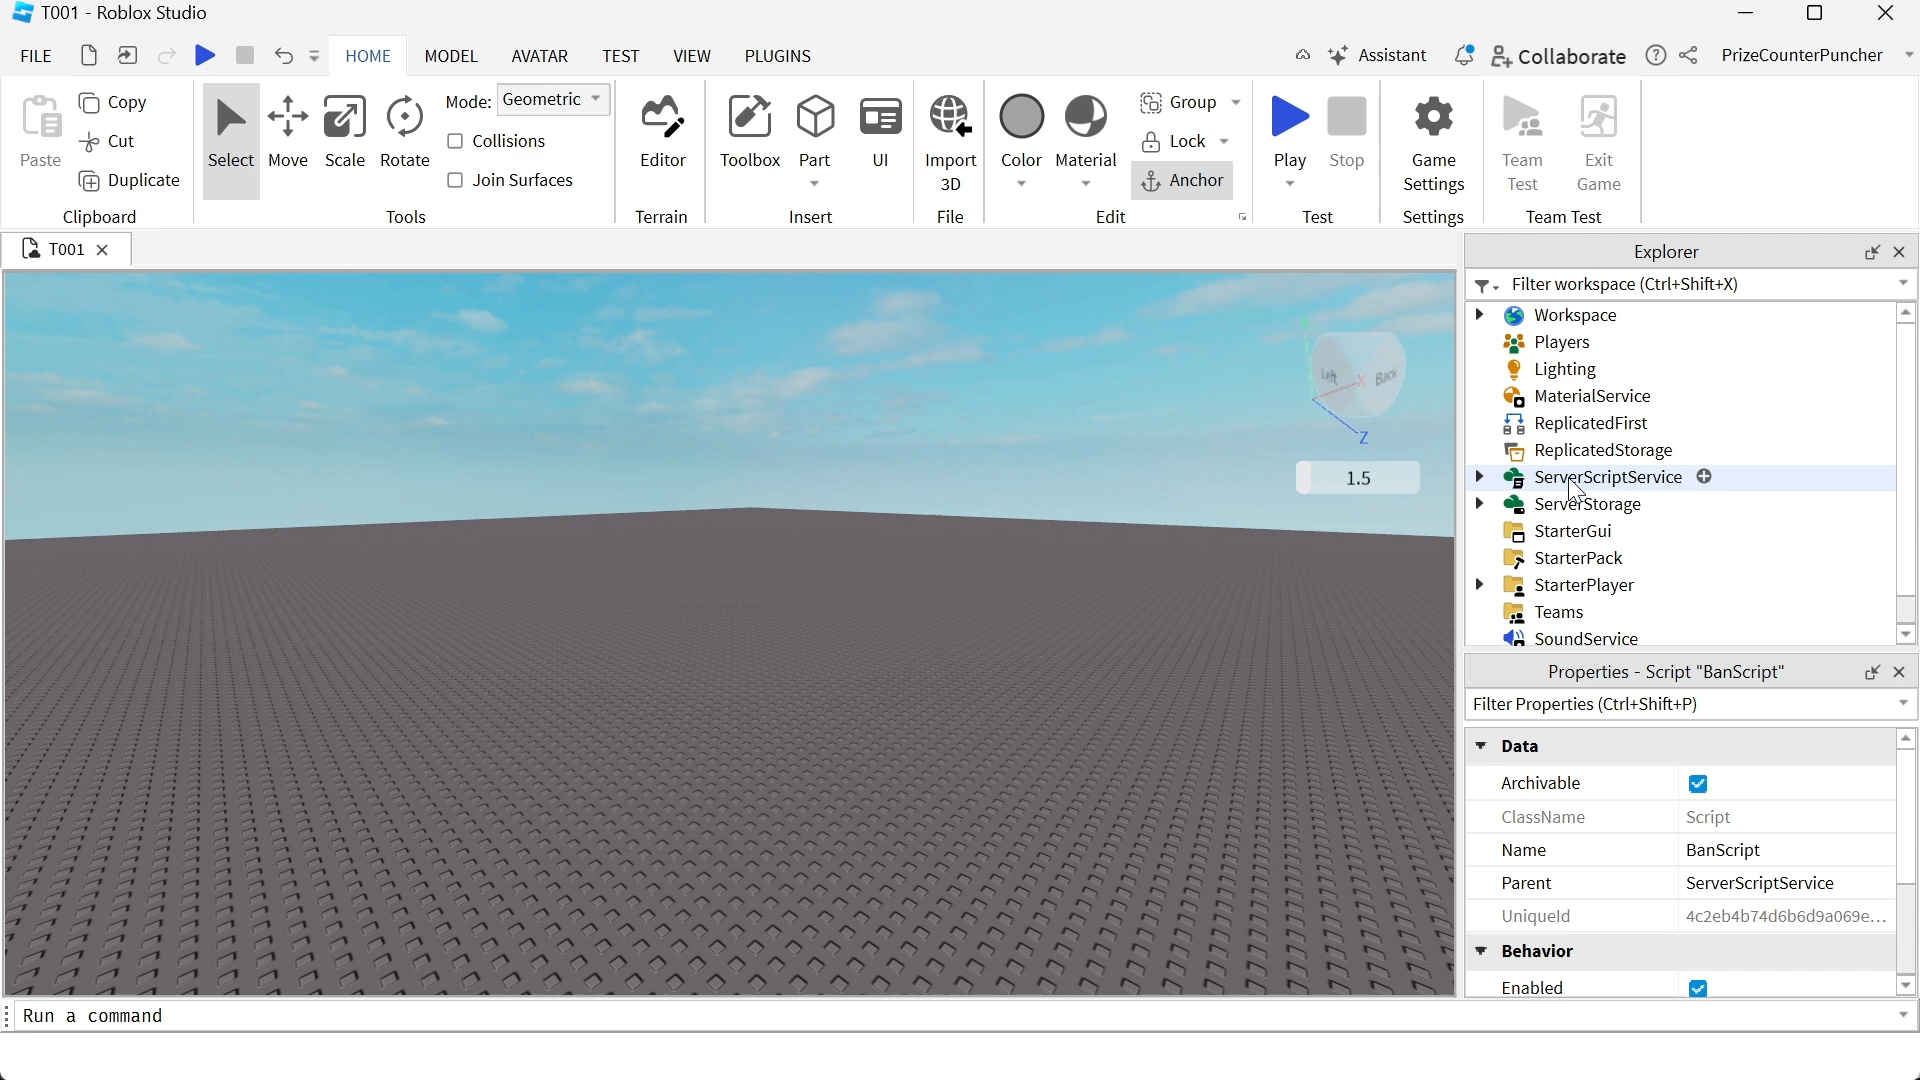 T001 - Roblox Studio
FILE HOME MODEL AVATAR TEST VIEW PLUGINS Assistant Collaborate PrizeCounterPuncher
Paste Copy Cut Duplicate
Clipboard
Select Move Scale Rotate Mode: Geometric
Collisions
Join Surfaces
Tools
Editor
Terrain
Toolbox Part UI
Insert
Import 3D
File
Color Material Group Lock Anchor
Edit
Play Stop
Test
Game Settings
Settings
Team Test Exit Game
Team Test
T001
Y
Left X Back
Z
1.5
Explorer
Filter workspace (Ctrl+Shift+X)
Workspace
Players
Lighting
MaterialService
ReplicatedFirst
ReplicatedStorage
ServerScriptService
ServerStorage
StarterGui
StarterPack
StarterPlayer
Teams
SoundService
Properties - Script "BanScript"
Filter Properties (Ctrl+Shift+P)
Data
Archivable
ClassName Script
Name BanScript
Parent ServerScriptService
UniqueId 4c2eb4b74d6b6d9a069e...
Behavior
Enabled
Run a command